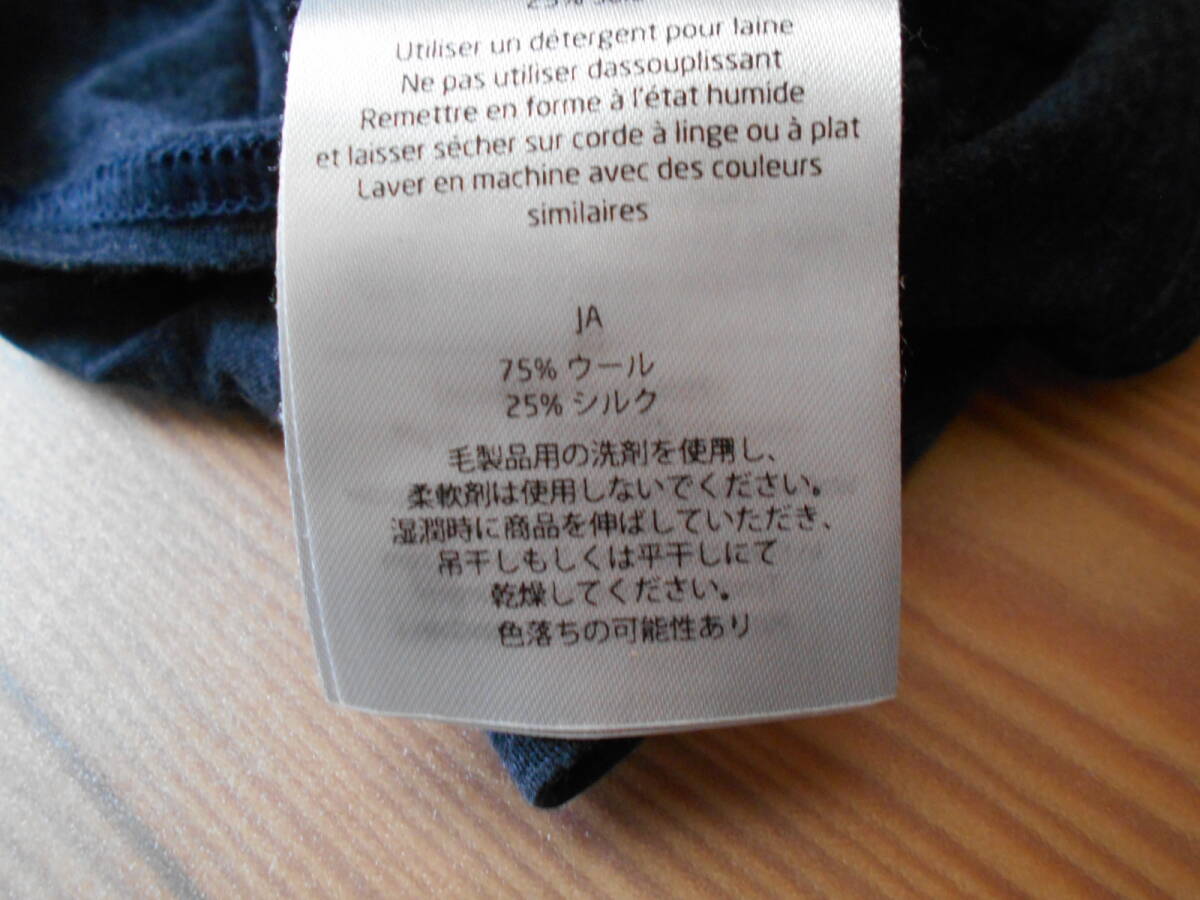 Utiliser un détergent pour laine
Ne pas utiliser dassouplissant
Remettre en forme à l'état humide
et laisser sécher sur corde à linge ou à plat
Laver en machine avec des couleurs
similaires
JA
75% ウール
25% シルク
毛製品用の洗剤を使用し、
柔軟剤は使用しないでください。
湿潤時に商品を伸ばしていただき、
吊干しもしくは平干しにて
乾燥してください。
色落ちの可能性あり